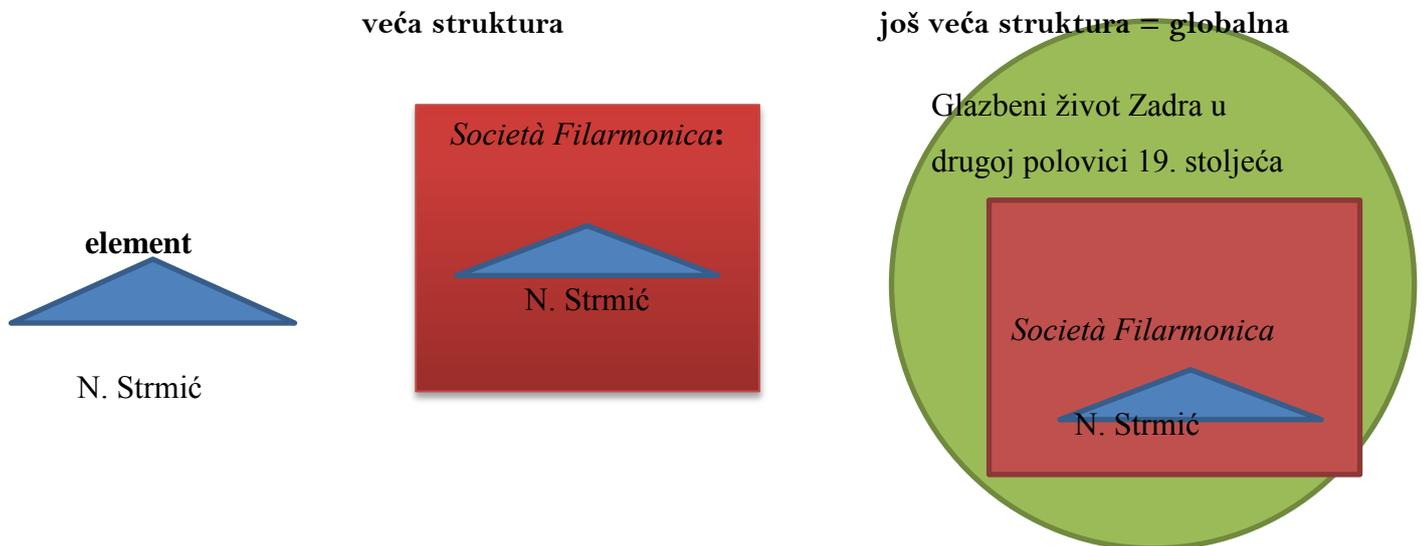 veća struktura
još veća struktura = globalna
Glazbeni život Zadra u
drugoj polovici 19. stoljeća
Società Filarmonica:
element
N. Strmić
Società Filarmonica
N. Strmić
N. Strmić